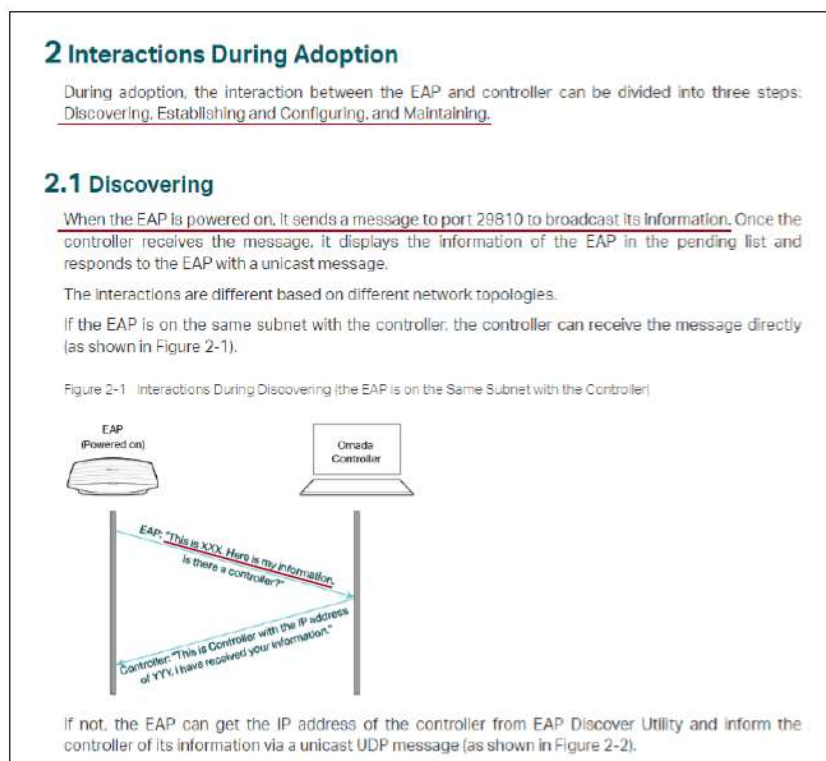 2 Interactions During Adoption
During adoption, the interaction between the EAP and controller can be divided into three steps:
Discovering, Establishing and Configuring, and Maintaining.
2.1 Discovering
When the EAP is powered on, it sends a message to port 29810 to broadcast its information. Once the
controller receives the message, it displays the information of the EAP in the pending list and
responds to the EAP with a unicast message.
The interactions are different based on different network topologies.
If the EAP is on the same subnet with the controller, the controller can receive the message directly
(as shown in Figure 2-1).
Figure 2-1 Interactions During Discovering (the EAP is on the Same Subnet with the Controller)
EAP
(Powered on)
Omada
Controller
EAP: "This is XXX. Here is my information.
Is there a controller?"
Controller: "This is Controller with the IP address
of YYY. I have received your information."
If not, the EAP can get the IP address of the controller from EAP Discover Utility and inform the
controller of its information via a unicast UDP message (as shown in Figure 2-2).